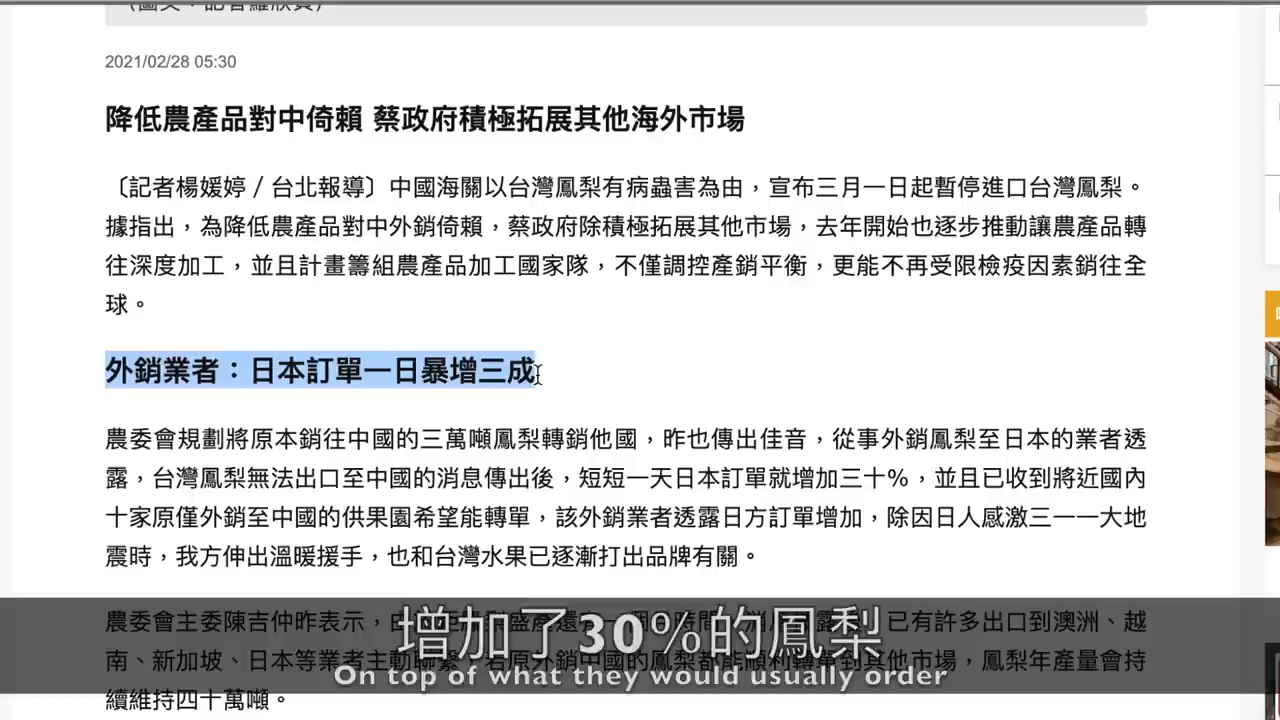 （圖文：記者羅欣貞）
2021/02/28 05:30
降低農產品對中倚賴 蔡政府積極拓展其他海外市場
〔記者楊媛婷／台北報導〕中國海關以台灣鳳梨有病蟲害為由，宣布三月一日起暫停進口台灣鳳梨。
據指出，為降低農產品對中外銷倚賴，蔡政府除積極拓展其他市場，去年開始也逐步推動讓農產品轉
往深度加工，並且計畫籌組農產品加工國家隊，不僅調控產銷平衡，更能不再受限檢疫因素銷往全
球。
外銷業者：日本訂單一日暴增三成
農委會規劃將原本銷往中國的三萬噸鳳梨轉銷他國，昨也傳出佳音，從事外銷鳳梨至日本的業者透
露，台灣鳳梨無法出口至中國的消息傳出後，短短一天日本訂單就增加三十％，並且已收到將近國內
十家原僅外銷至中國的供果園希望能轉單，該外銷業者透露日方訂單增加，除因日人感激三一一大地
震時，我方伸出溫暖援手，也和台灣水果已逐漸打出品牌有關。
農委會主委陳吉仲昨表示，由 已有許多出口到澳洲、越
南、新加坡、日本等業者主動聯繫，若原外銷中國的鳳梨都能順利轉單到其他市場，鳳梨年產量會持
續維持四十萬噸。
增加了30%的鳳梨
On top of what they would usually order